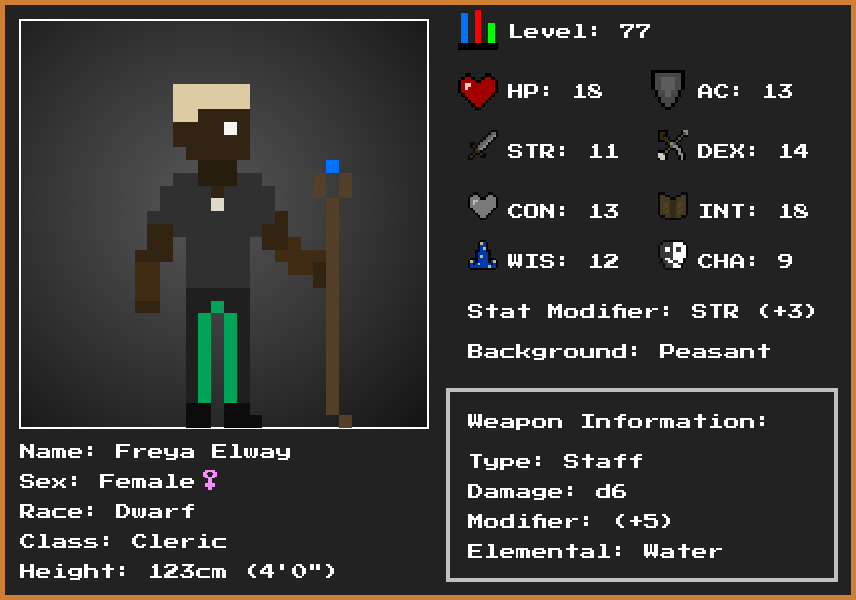 Level: 77
HP: 18 AC: 13
STR: 11 DEX: 14
CON: 13 INT: 18
WIS: 12 CHA: 9
Stat Modifier: STR (+3)
Background: Peasant
Weapon Information:
Type: Staff
Damage: d6
Modifier: (+5)
Elemental: Water
Name: Freya Elway
Sex: Female♀
Race: Dwarf
Class: Cleric
Height: 123cm (4'0")